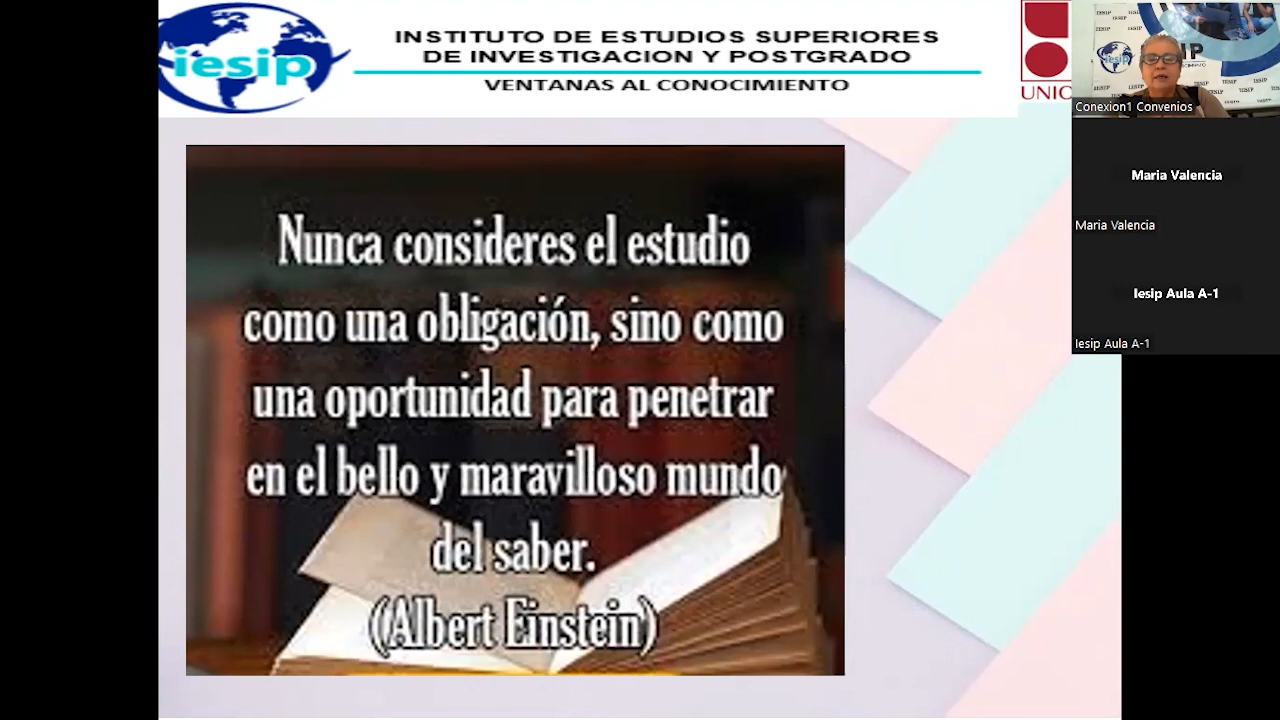 iesip
INSTITUTO DE ESTUDIOS SUPERIORES
DE INVESTIGACION Y POSTGRADO
VENTANAS AL CONOCIMIENTO
UNIC
Nunca consideres el estudio
como una obligación, sino como
una oportunidad para penetrar
en el bello y maravilloso mundo
del saber.
(Albert Einstein)
Conexion1 Convenios
Maria Valencia
Maria Valencia
Iesip Aula A-1
Iesip Aula A-1